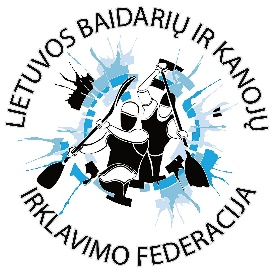 LIETUVOS BAIDARIŲ IR KANOJŲ
IRKLAVIMO FEDERACIJA